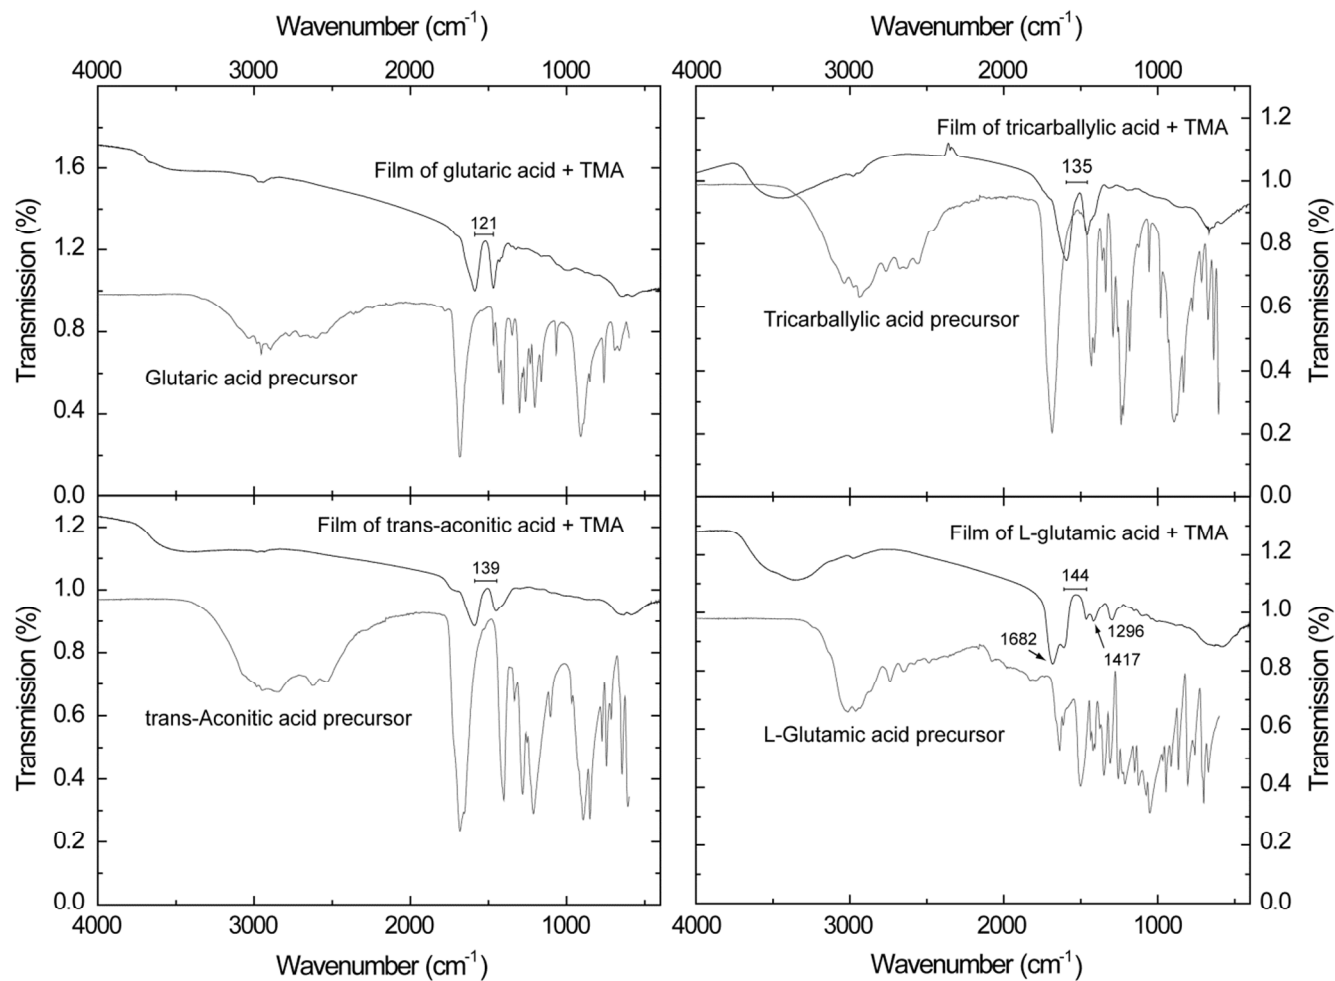 Wavenumber (cm-1)
Wavenumber (cm-1)
4000 3000 2000 1000
4000 3000 2000 1000
Transmission (%)
1.6
1.2
0.8
0.4
0.0
Film of glutaric acid + TMA
121
Glutaric acid precursor
Film of tricarballylic acid + TMA
135
Tricarballylic acid precursor
1.2
1.0
0.8
0.6
0.4
0.2
0.0
Transmission (%)
Transmission (%)
1.2
1.0
0.8
0.6
0.4
0.2
0.0
Film of trans-aconitic acid + TMA
139
trans-Aconitic acid precursor
Film of L-glutamic acid + TMA
144
1682
1296
1417
L-Glutamic acid precursor
1.2
1.0
0.8
0.6
0.4
0.2
0.0
Transmission (%)
4000 3000 2000 1000
4000 3000 2000 1000
Wavenumber (cm-1)
Wavenumber (cm-1)